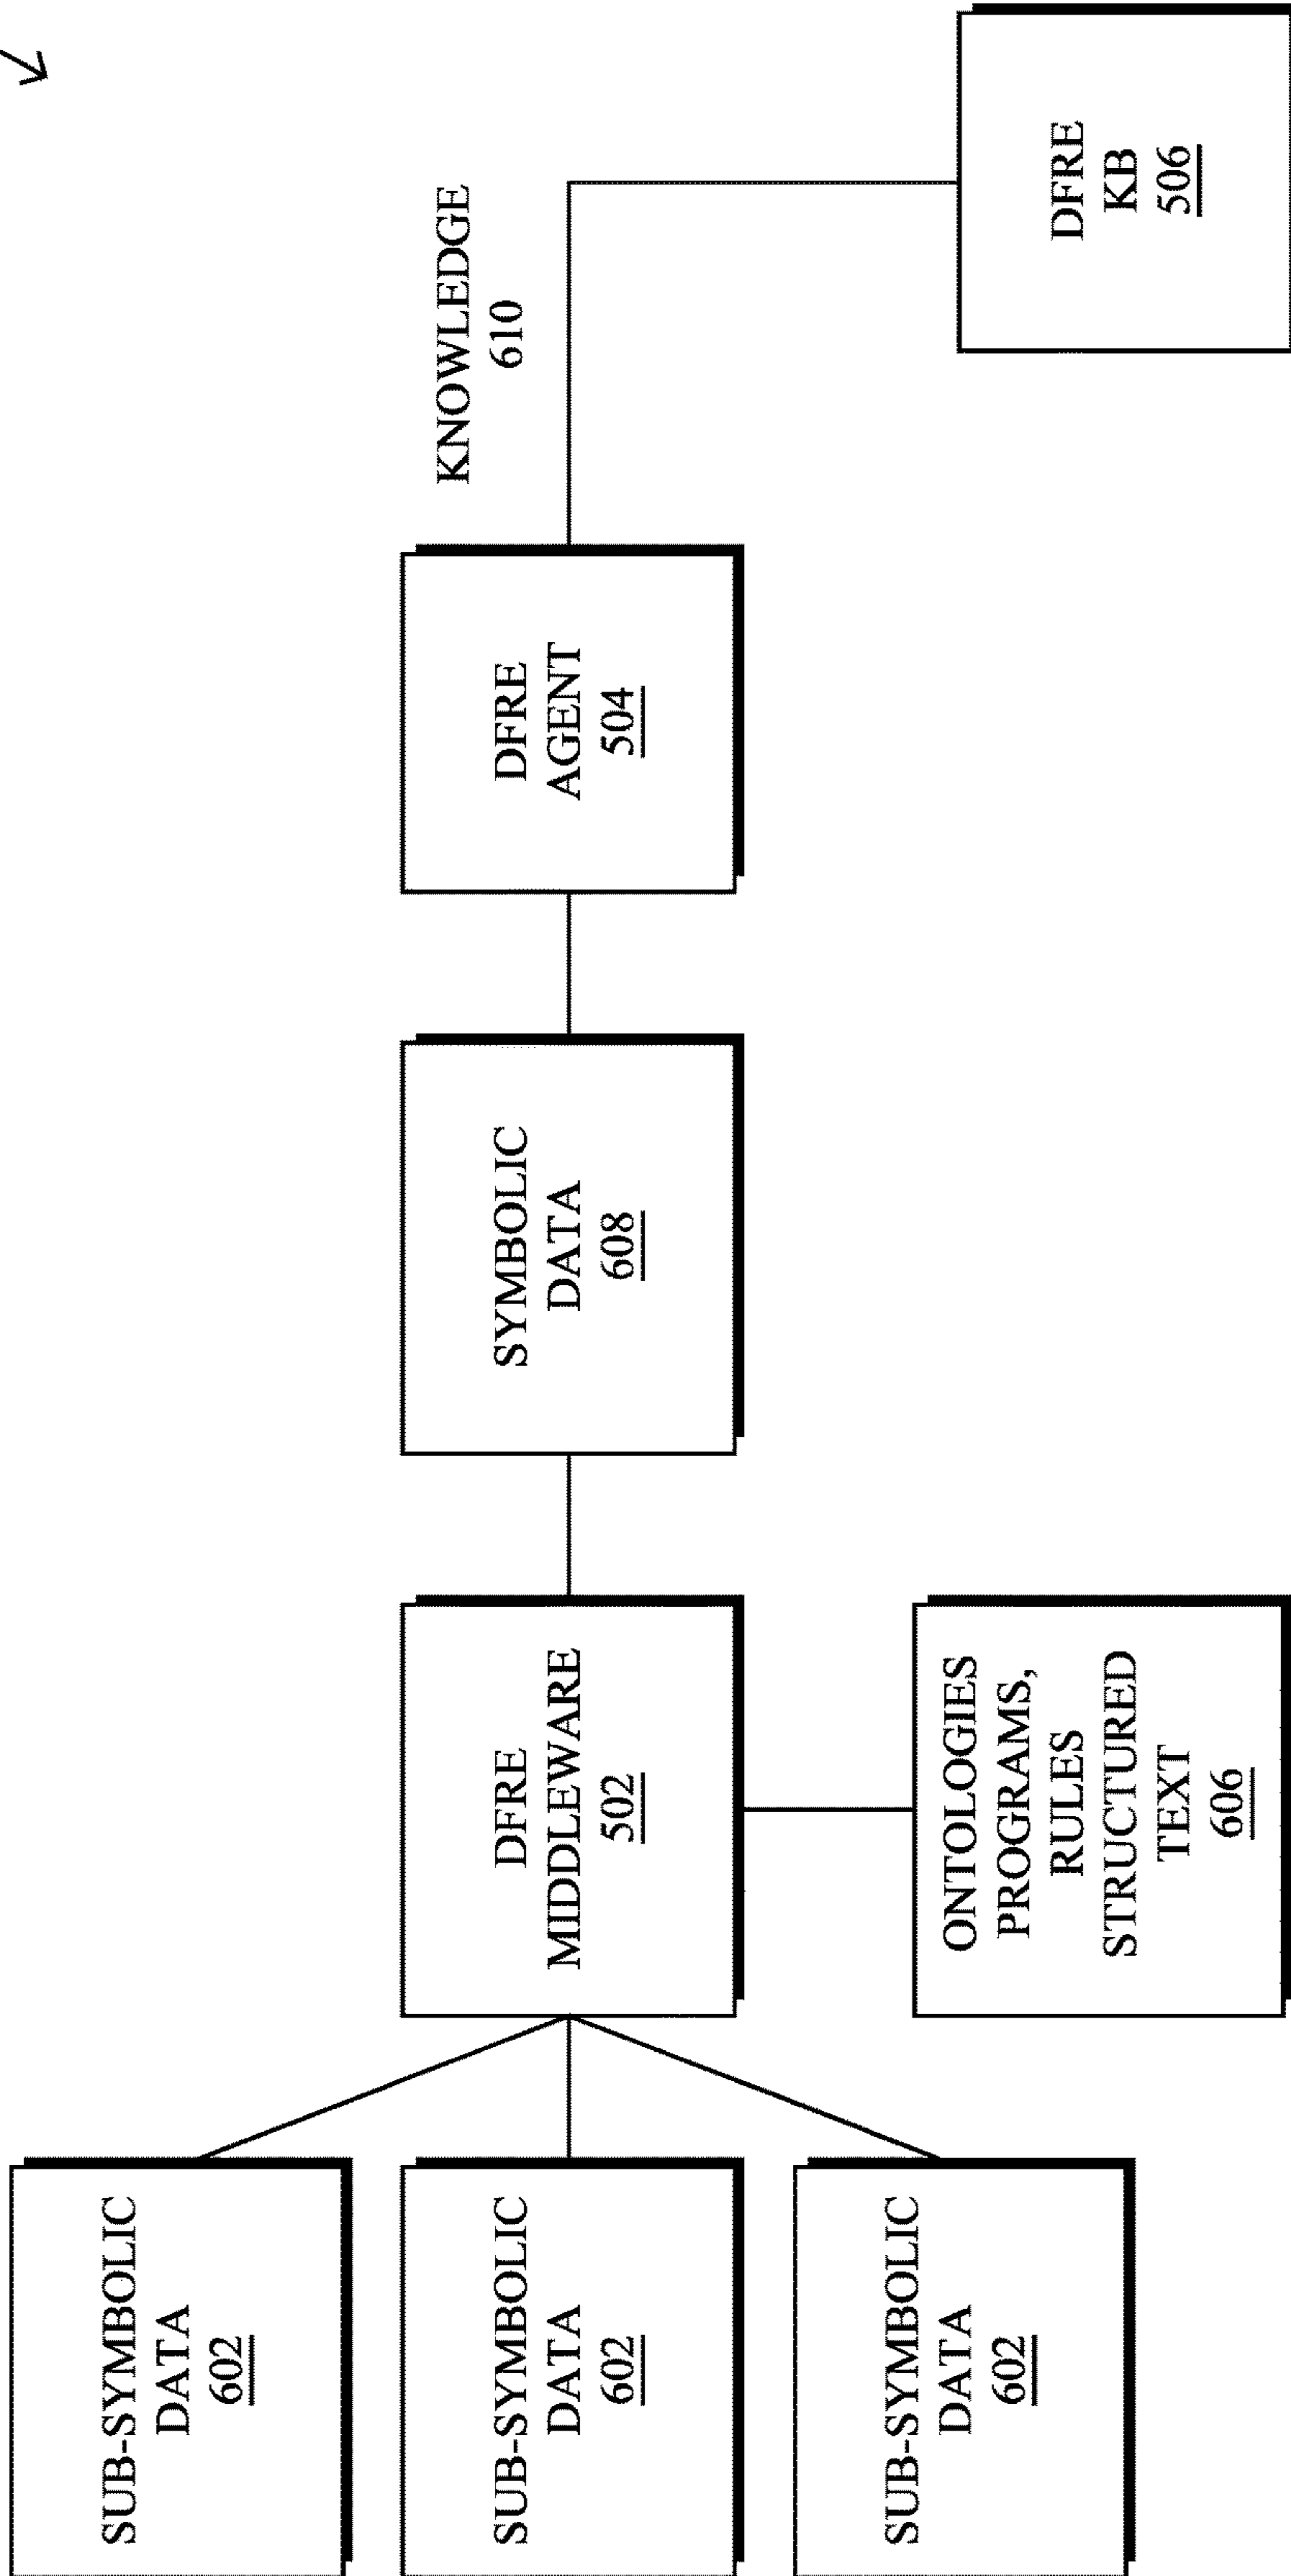 SUB-SYMBOLIC
DATA
602
SUB-SYMBOLIC
DATA
602
SUB-SYMBOLIC
DATA
602
DFRE
MIDDLEWARE
502
ONTOLOGIES
PROGRAMS,
RULES
STRUCTURED
TEXT
606
SYMBOLIC
DATA
608
DFRE
AGENT
504
KNOWLEDGE
610
DFRE
KB
506